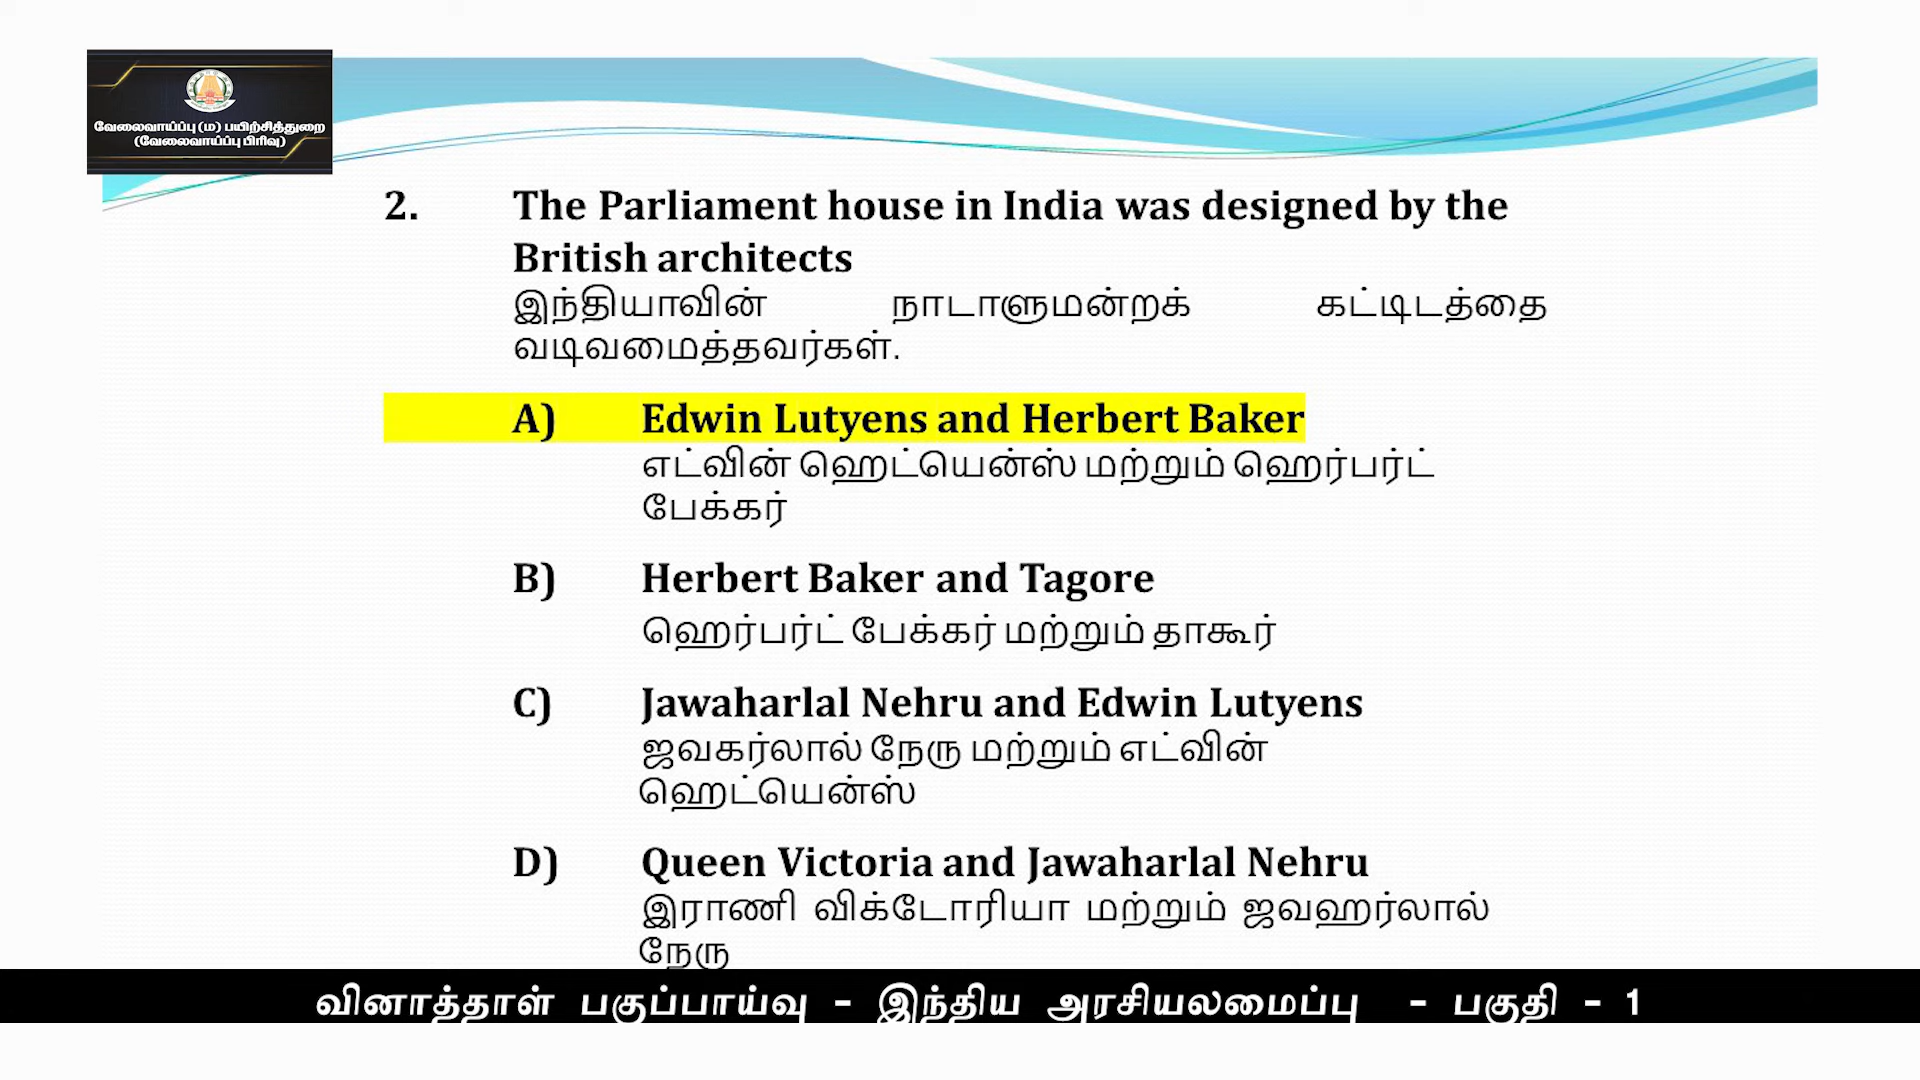 வேலைவாய்ப்பு (ம) பயிற்சித்துறை
(வேலைவாய்ப்பு பிரிவு)
2. The Parliament house in India was designed by the
British architects
இந்தியாவின் நாடாளுமன்றக் கட்டிடத்தை
வடிவமைத்தவர்கள்.
A) Edwin Lutyens and Herbert Baker
எட்வின் ஹெட்யென்ஸ் மற்றும் ஹெர்பர்ட்
பேக்கர்
B) Herbert Baker and Tagore
ஹெர்பர்ட் பேக்கர் மற்றும் தாகூர்
C) Jawaharlal Nehru and Edwin Lutyens
ஜவகர்லால் நேரு மற்றும் எட்வின்
ஹெட்யென்ஸ்
D) Queen Victoria and Jawaharlal Nehru
இராணி விக்டோரியா மற்றும் ஜவஹர்லால்
நேரு
வினாத்தாள் பகுப்பாய்வு - இந்திய அரசியலமைப்பு - பகுதி - 1